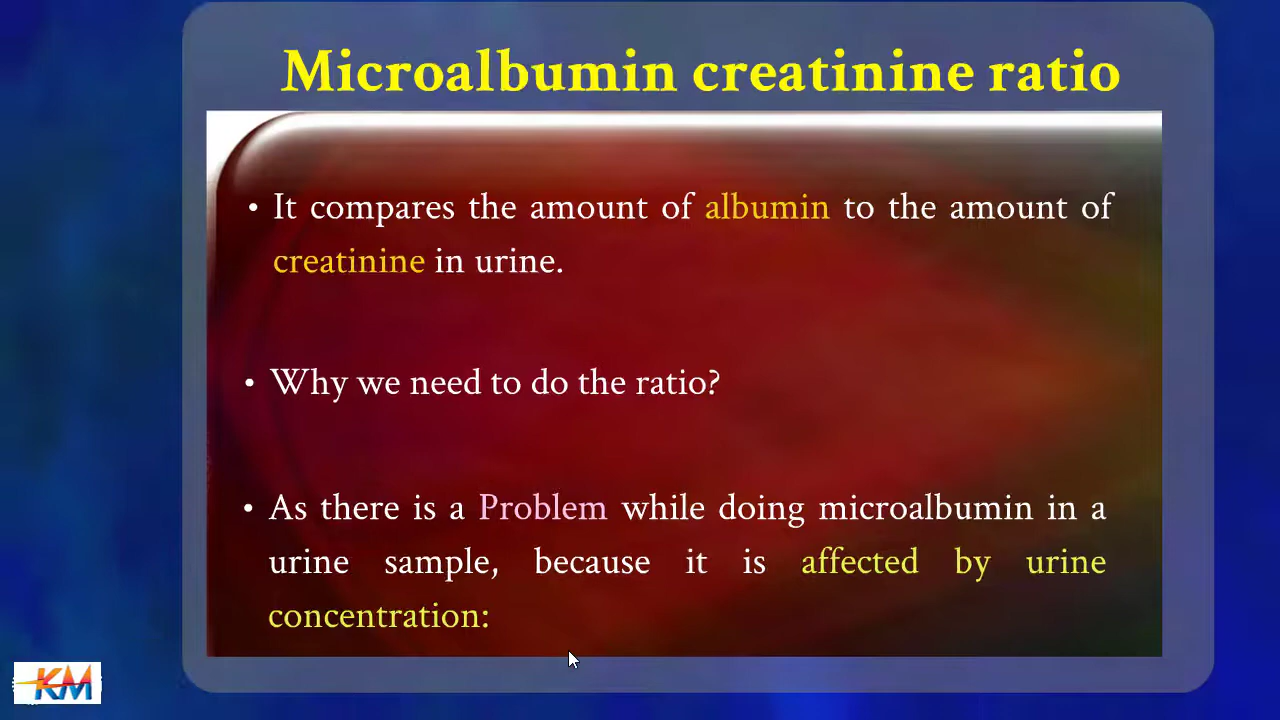 Microalbumin creatinine ratio
• It compares the amount of albumin to the amount of
creatinine in urine.
• Why we need to do the ratio?
• As there is a Problem while doing microalbumin in a
urine sample, because it is affected by urine
concentration:
KM